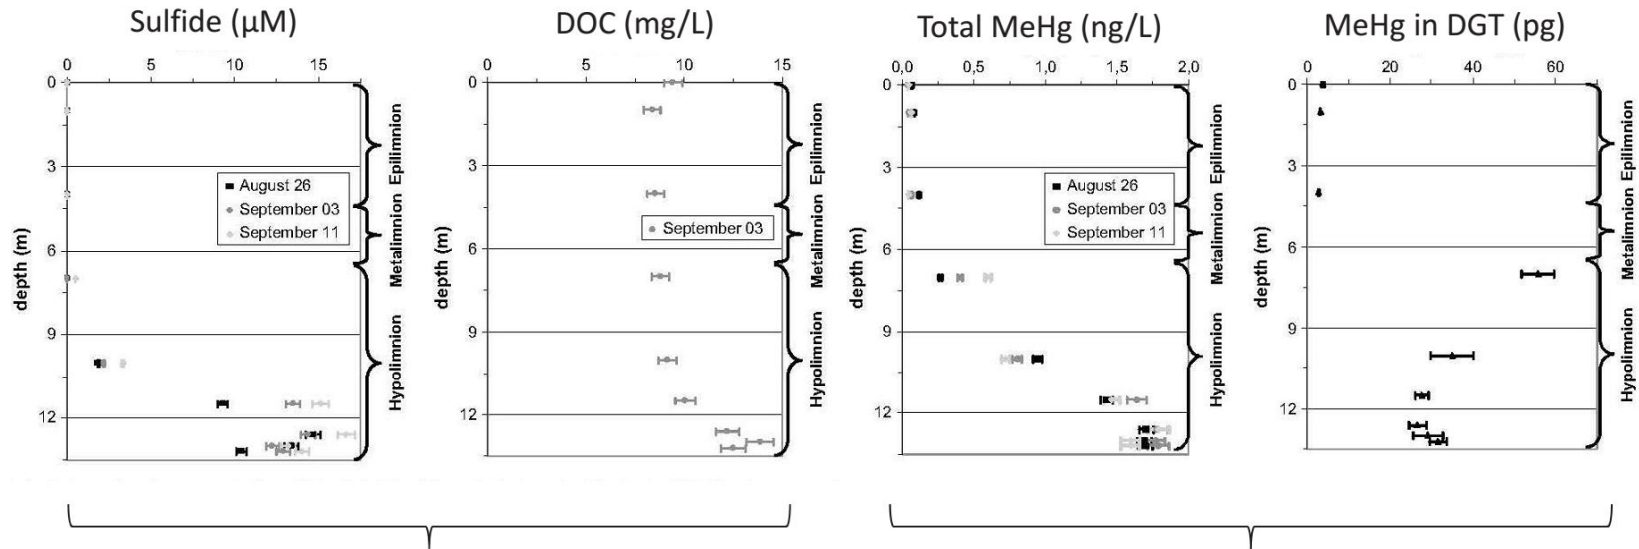 Sulfide (µM)
0 5 10 15
0
3
6
9
12
depth (m)
August 26
September 03
September 11
Epilimnion
Metalimnion
Hypolimnion
DOC (mg/L)
0 5 10 15
0
3
6
9
12
depth (m)
September 03
Epilimnion
Metalimnion
Hypolimnion
Total MeHg (ng/L)
0,0 0,5 1,0 1,5 2,0
0
3
6
9
12
depth (m)
August 26
September 03
September 11
Epilimnion
Metalimnion
Hypolimnion
MeHg in DGT (pg)
0 20 40 60
0
3
6
9
12
depth (m)
Epilimnion
Metalimnion
Hypolimnion